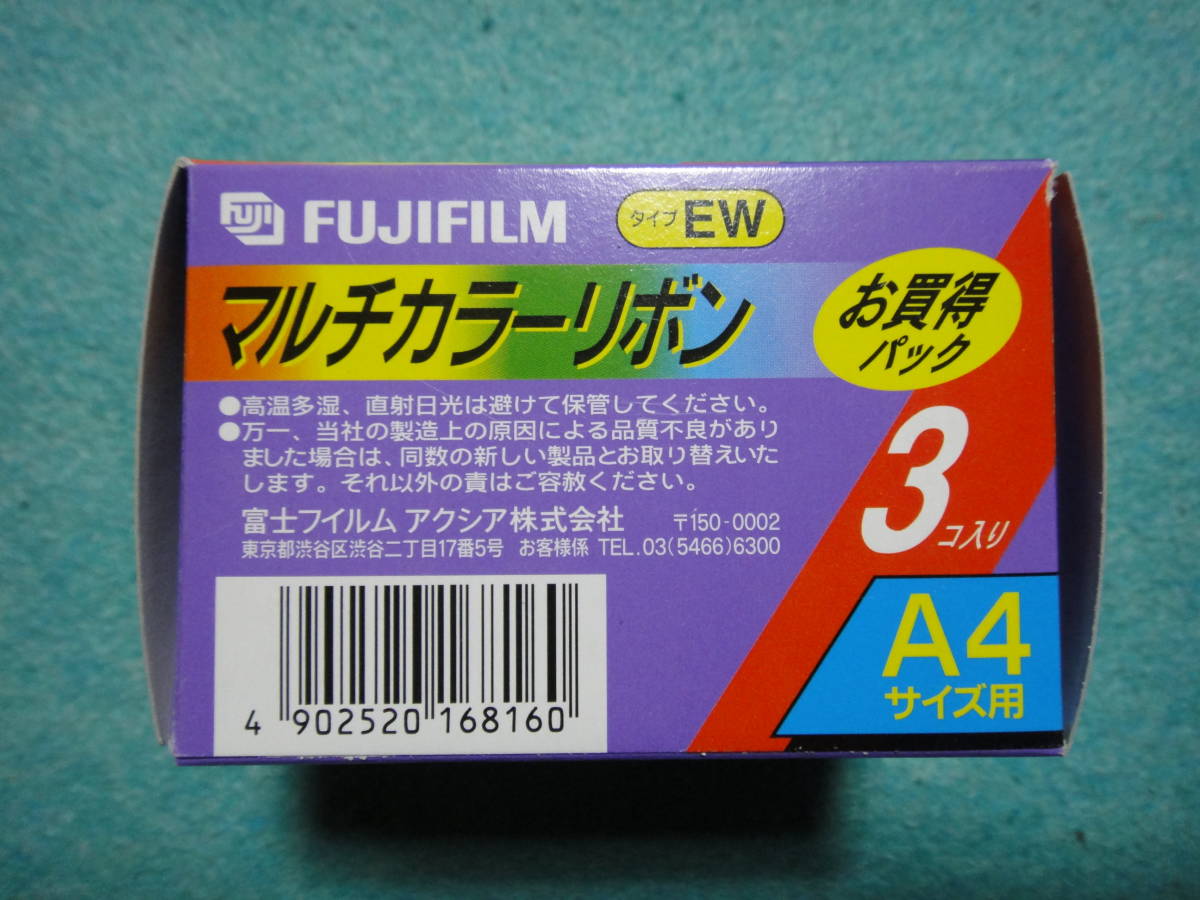 FUJI FUJIFILM タイプ EW
マルチカラーリボン
お買得
パック
●高温多湿、直射日光は避けて保管してください。
●万一、当社の製造上の原因による品質不良があり
ました場合は、同数の新しい製品とお取り替えいた
します。それ以外の責はご容赦ください。
富士フイルム アクシア株式会社 〒150-0002
東京都渋谷区渋谷二丁目17番5号 お客様係 TEL.03(5466)6300
3コ入り
A4
サイズ用
4 902520 168160